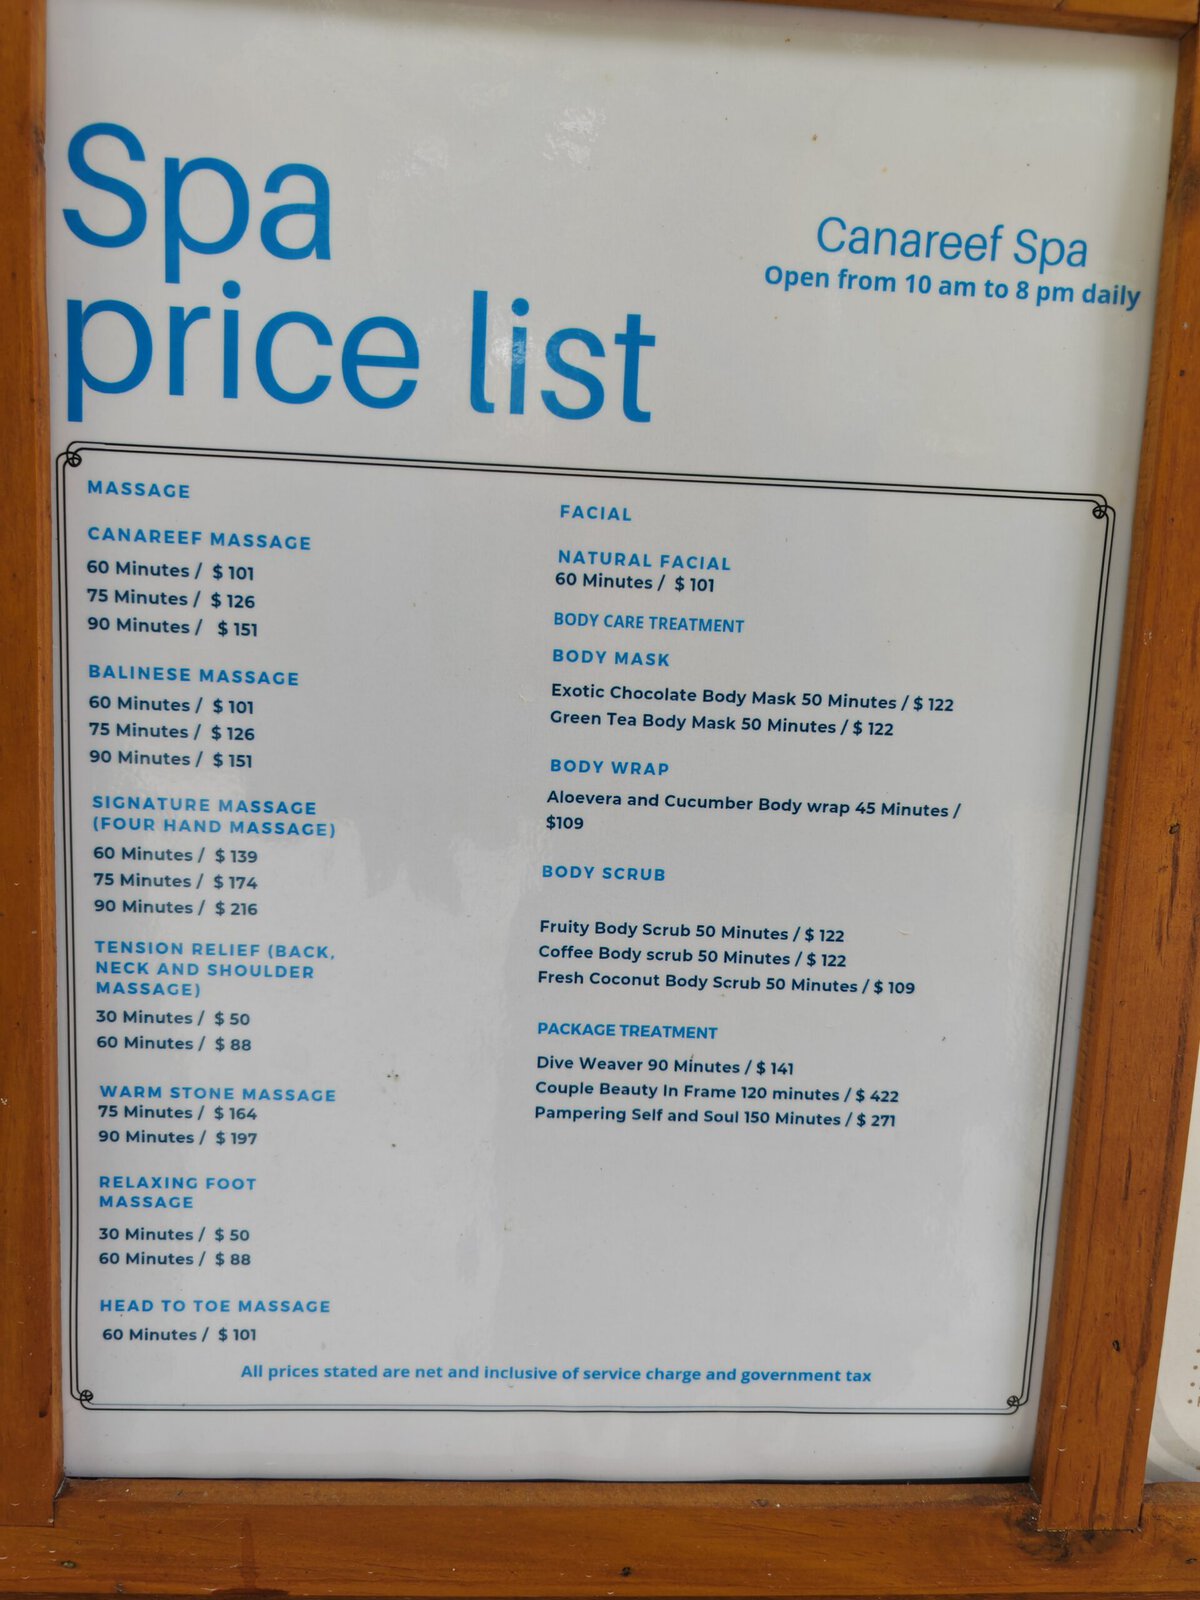 Spa
price list
Canareef Spa
Open from 10 am to 8 pm daily
MASSAGE
CANAREEF MASSAGE
60 Minutes / $ 101
75 Minutes / $ 126
90 Minutes / $ 151
BALINESE MASSAGE
60 Minutes / $ 101
75 Minutes / $ 126
90 Minutes / $ 151
SIGNATURE MASSAGE
(FOUR HAND MASSAGE)
60 Minutes / $ 139
75 Minutes / $ 174
90 Minutes / $ 216
TENSION RELIEF (BACK,
NECK AND SHOULDER
MASSAGE)
30 Minutes / $ 50
60 Minutes / $ 88
WARM STONE MASSAGE
75 Minutes / $ 164
90 Minutes / $ 197
RELAXING FOOT
MASSAGE
30 Minutes / $ 50
60 Minutes / $ 88
HEAD TO TOE MASSAGE
60 Minutes / $ 101
FACIAL
NATURAL FACIAL
60 Minutes / $ 101
BODY CARE TREATMENT
BODY MASK
Exotic Chocolate Body Mask 50 Minutes / $ 122
Green Tea Body Mask 50 Minutes / $ 122
BODY WRAP
Aloevera and Cucumber Body wrap 45 Minutes /
$109
BODY SCRUB
Fruity Body Scrub 50 Minutes / $ 122
Coffee Body scrub 50 Minutes / $ 122
Fresh Coconut Body Scrub 50 Minutes / $ 109
PACKAGE TREATMENT
Dive Weaver 90 Minutes / $ 141
Couple Beauty In Frame 120 minutes / $ 422
Pampering Self and Soul 150 Minutes / $ 271
All prices stated are net and inclusive of service charge and government tax